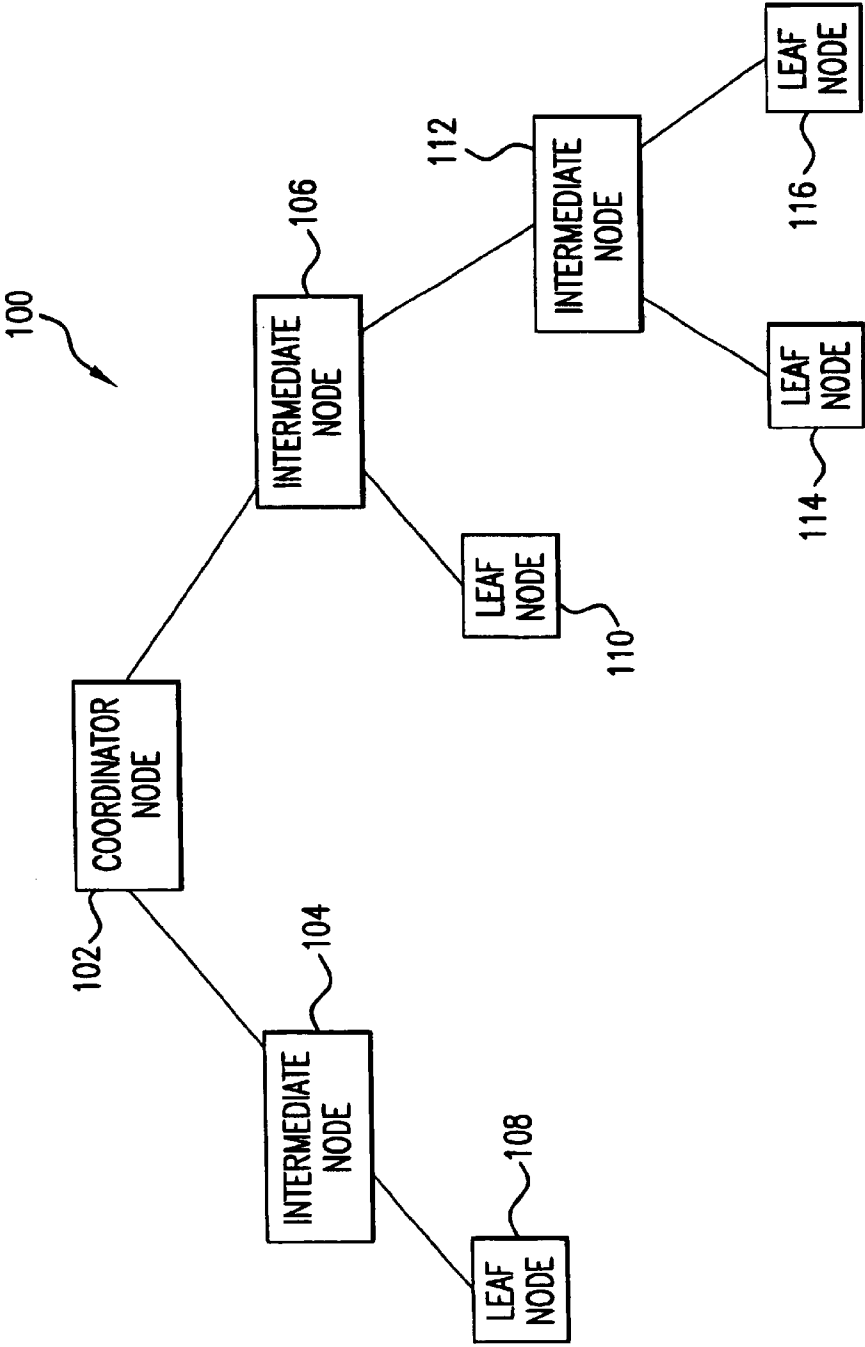 100
COORDINATOR
NODE
102
INTERMEDIATE
NODE
104
INTERMEDIATE
NODE
106
LEAF
NODE
108
LEAF
NODE
110
INTERMEDIATE
NODE
112
LEAF
NODE
114
LEAF
NODE
116